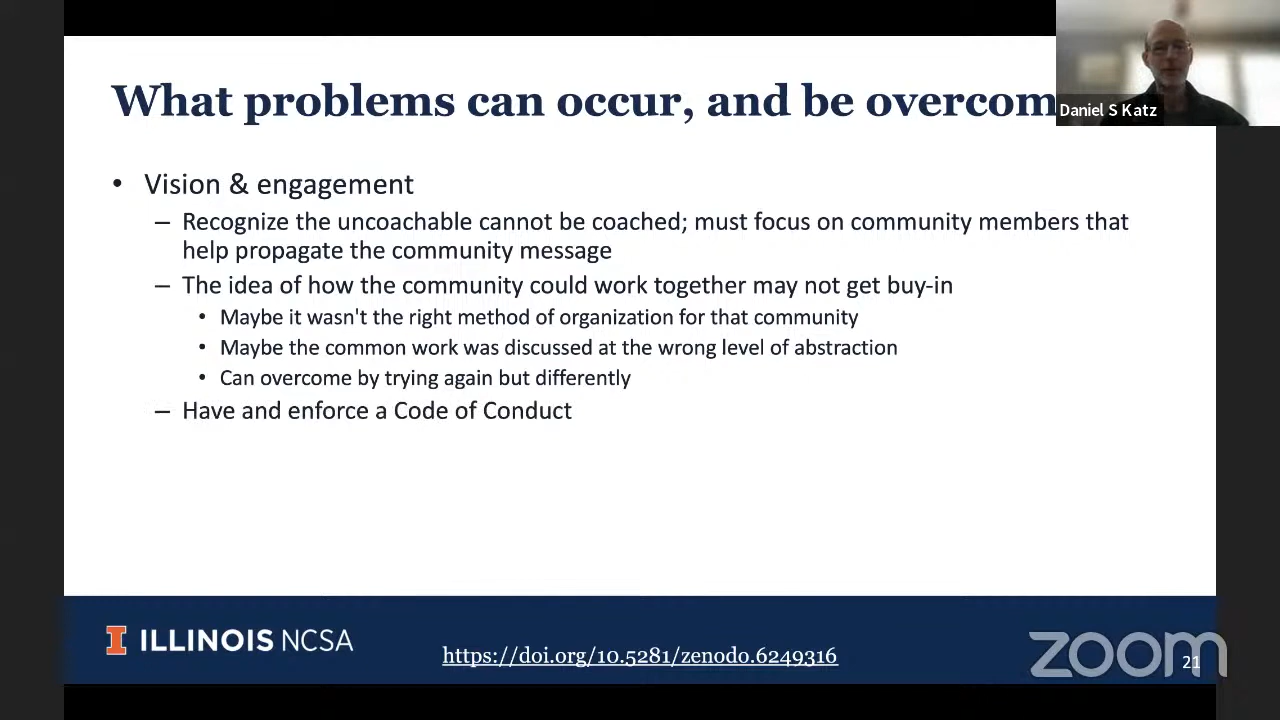 What problems can occur, and be overcom
Daniel S Katz
• Vision & engagement
– Recognize the uncoachable cannot be coached; must focus on community members that
help propagate the community message
– The idea of how the community could work together may not get buy-in
• Maybe it wasn't the right method of organization for that community
• Maybe the common work was discussed at the wrong level of abstraction
• Can overcome by trying again but differently
– Have and enforce a Code of Conduct
I ILLINOIS NCSA
https://doi.org/10.5281/zenodo.6249316
zoom
21